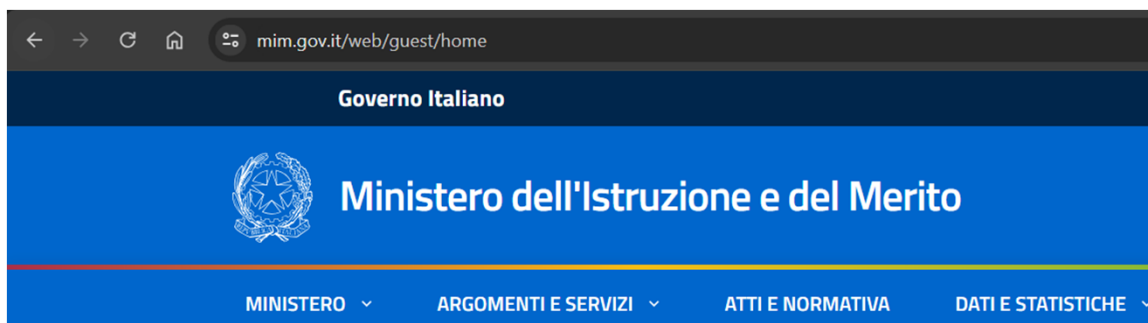 mim.gov.it/web/guest/home
Governo Italiano
Ministero dell'Istruzione e del Merito
MINISTERO ARGOMENTI E SERVIZI ATTI E NORMATIVA DATI E STATISTICHE